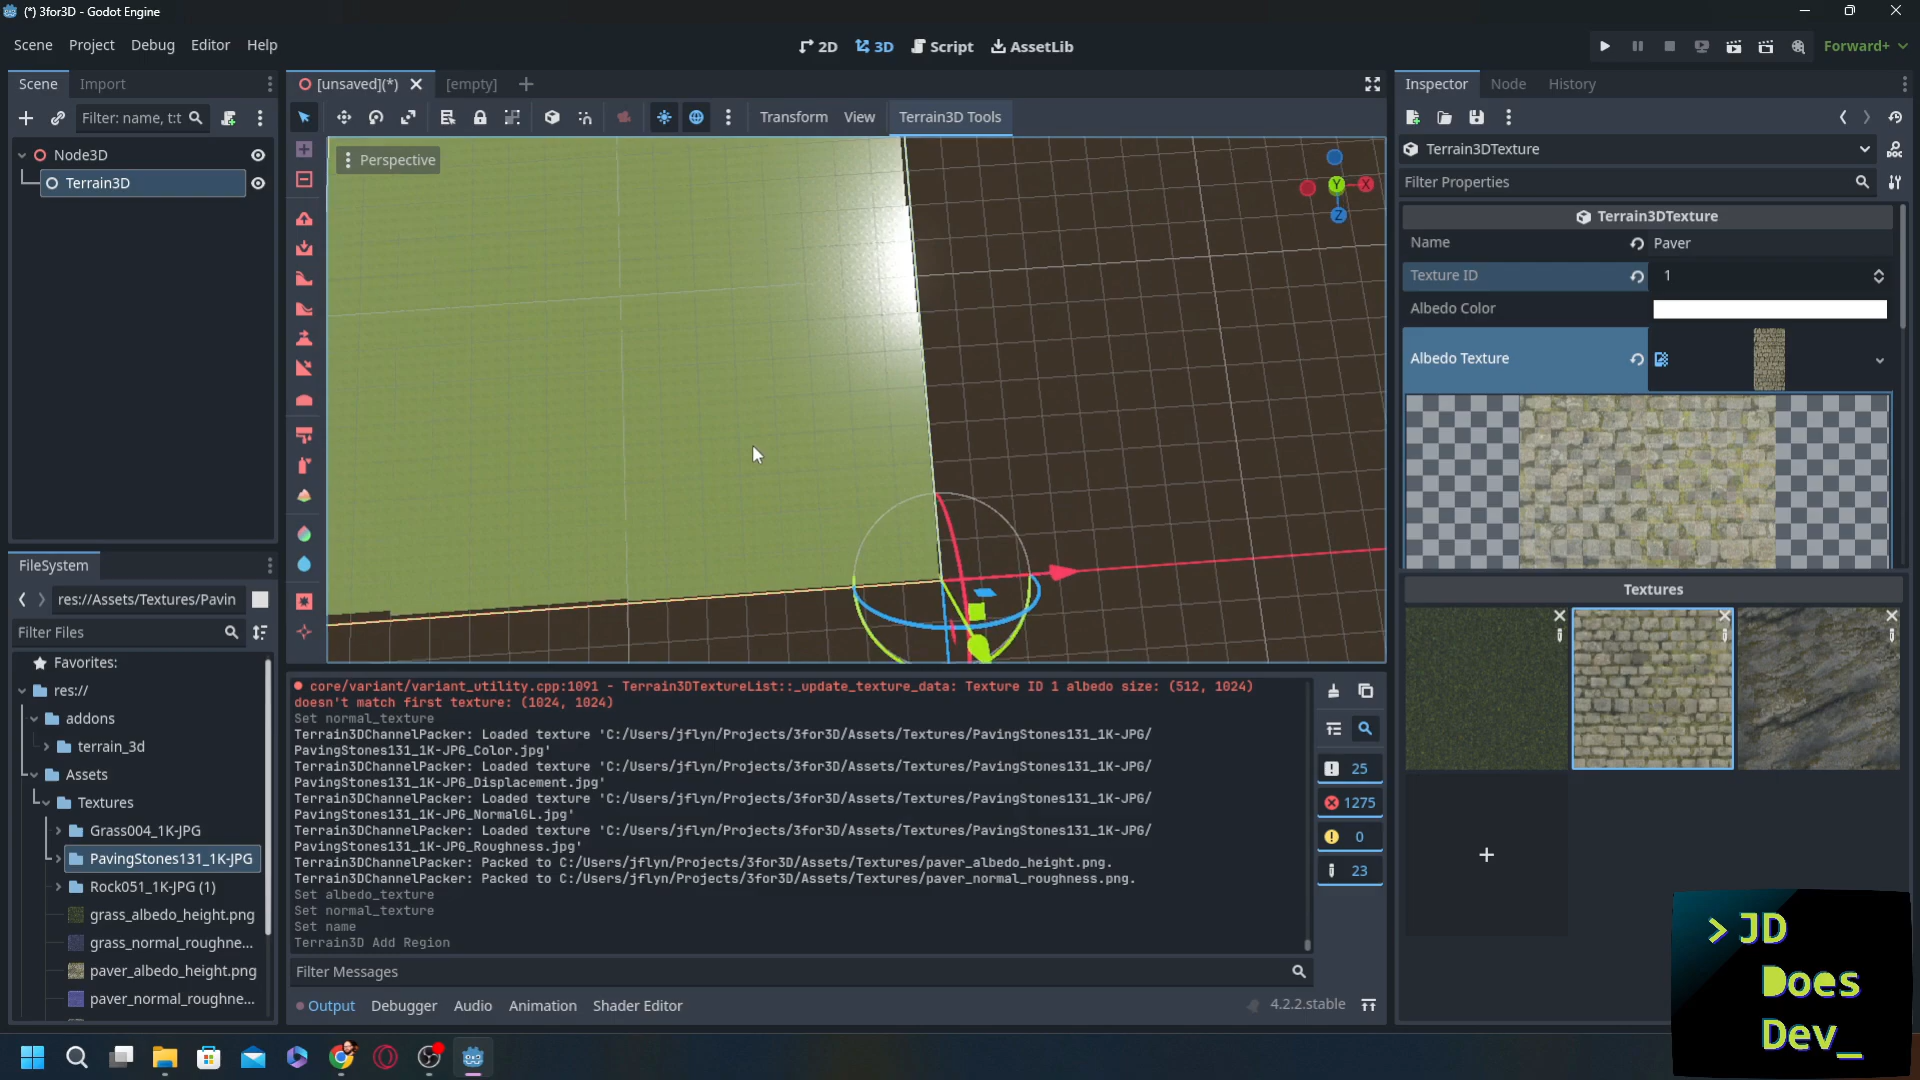 (*) 3for3D - Godot Engine
Scene Project Debug Editor Help
2D 3D Script AssetLib
Forward+
Scene Import
[unsaved](*) [empty]
Inspector Node History
Filter: name, t:t
Transform View Terrain3D Tools
Node3D
Terrain3D
Perspective
Y X Z
Terrain3DTexture
DOC
Filter Properties
Terrain3DTexture
Name Paver
Texture ID 1
Albedo Color
Albedo Texture
Textures
FileSystem
res://Assets/Textures/Pavin
Filter Files
Favorites:
res://
addons
terrain_3d
Assets
Textures
Grass004_1K-JPG
PavingStones131_1K-JPG
Rock051_1K-JPG (1)
grass_albedo_height.png
grass_normal_roughne...
paver_albedo_height.png
paver_normal_roughne...
core/variant/variant_utility.cpp:1091 - Terrain3DTextureList::_update_texture_data: Texture ID 1 albedo size: (512, 1024)
doesn't match first texture: (1024, 1024)
Set normal_texture
Terrain3DChannelPacker: Loaded texture 'C:/Users/jflyn/Projects/3for3D/Assets/Textures/PavingStones131_1K-JPG/
PavingStones131_1K-JPG_Color.jpg'
Terrain3DChannelPacker: Loaded texture 'C:/Users/jflyn/Projects/3for3D/Assets/Textures/PavingStones131_1K-JPG/
PavingStones131_1K-JPG_Displacement.jpg'
Terrain3DChannelPacker: Loaded texture 'C:/Users/jflyn/Projects/3for3D/Assets/Textures/PavingStones131_1K-JPG/
PavingStones131_1K-JPG_NormalGL.jpg'
Terrain3DChannelPacker: Loaded texture 'C:/Users/jflyn/Projects/3for3D/Assets/Textures/PavingStones131_1K-JPG/
PavingStones131_1K-JPG_Roughness.jpg'
Terrain3DChannelPacker: Packed to C:/Users/jflyn/Projects/3for3D/Assets/Textures/paver_albedo_height.png.
Terrain3DChannelPacker: Packed to C:/Users/jflyn/Projects/3for3D/Assets/Textures/paver_normal_roughness.png.
Set albedo_texture
Set normal_texture
Set name
Terrain3D Add Region
25
1275
0
23
Filter Messages
Output Debugger Audio Animation Shader Editor
4.2.2.stable
> JD
Does
Dev_